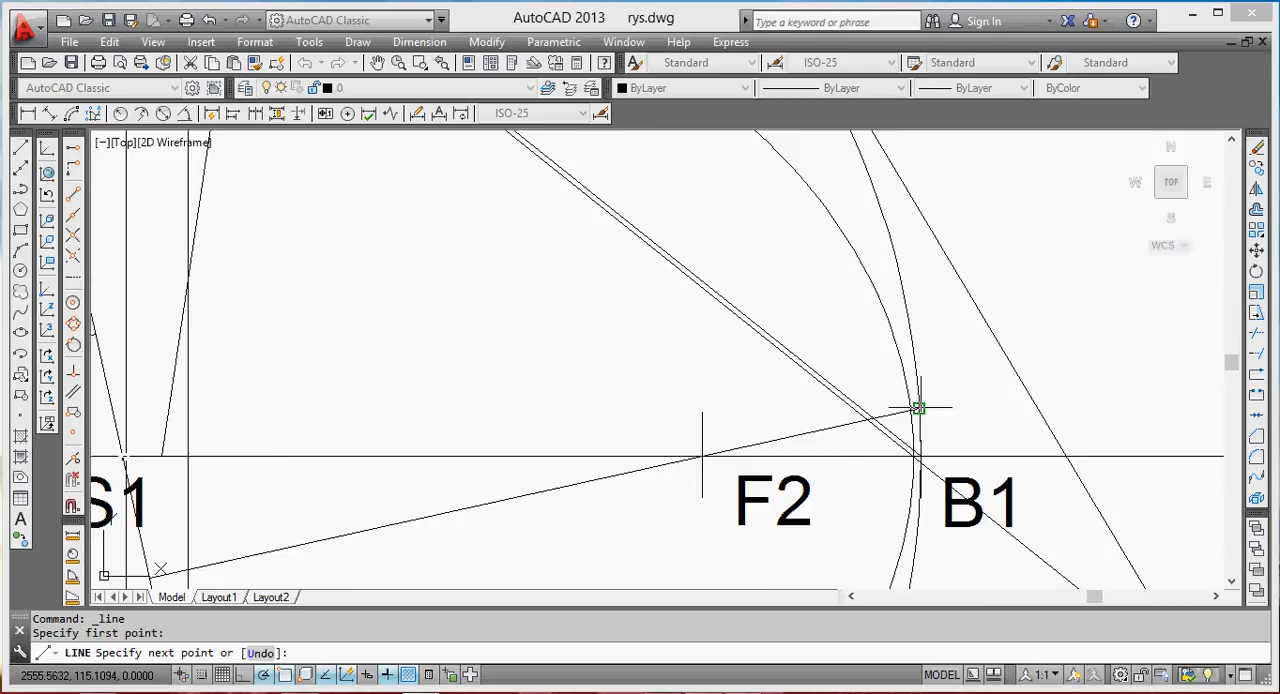 AutoCAD Classic
AutoCAD 2013 rys.dwg
Type a keyword or phrase
Sign In
File Edit View Insert Format Tools Draw Dimension Modify Parametric Window Help Express
Standard ISO-25 Standard Standard
AutoCAD Classic 0 ByLayer ByLayer ByLayer ByColor
ISO-25
[−][Top][2D Wireframe]
N
W TOP E
S
WCS
S1 F2 B1
Model Layout1 Layout2
Command: _line
Specify first point:
LINE Specify next point or [Undo]:
2555.5632, 115.1094, 0.0000 MODEL 1:1